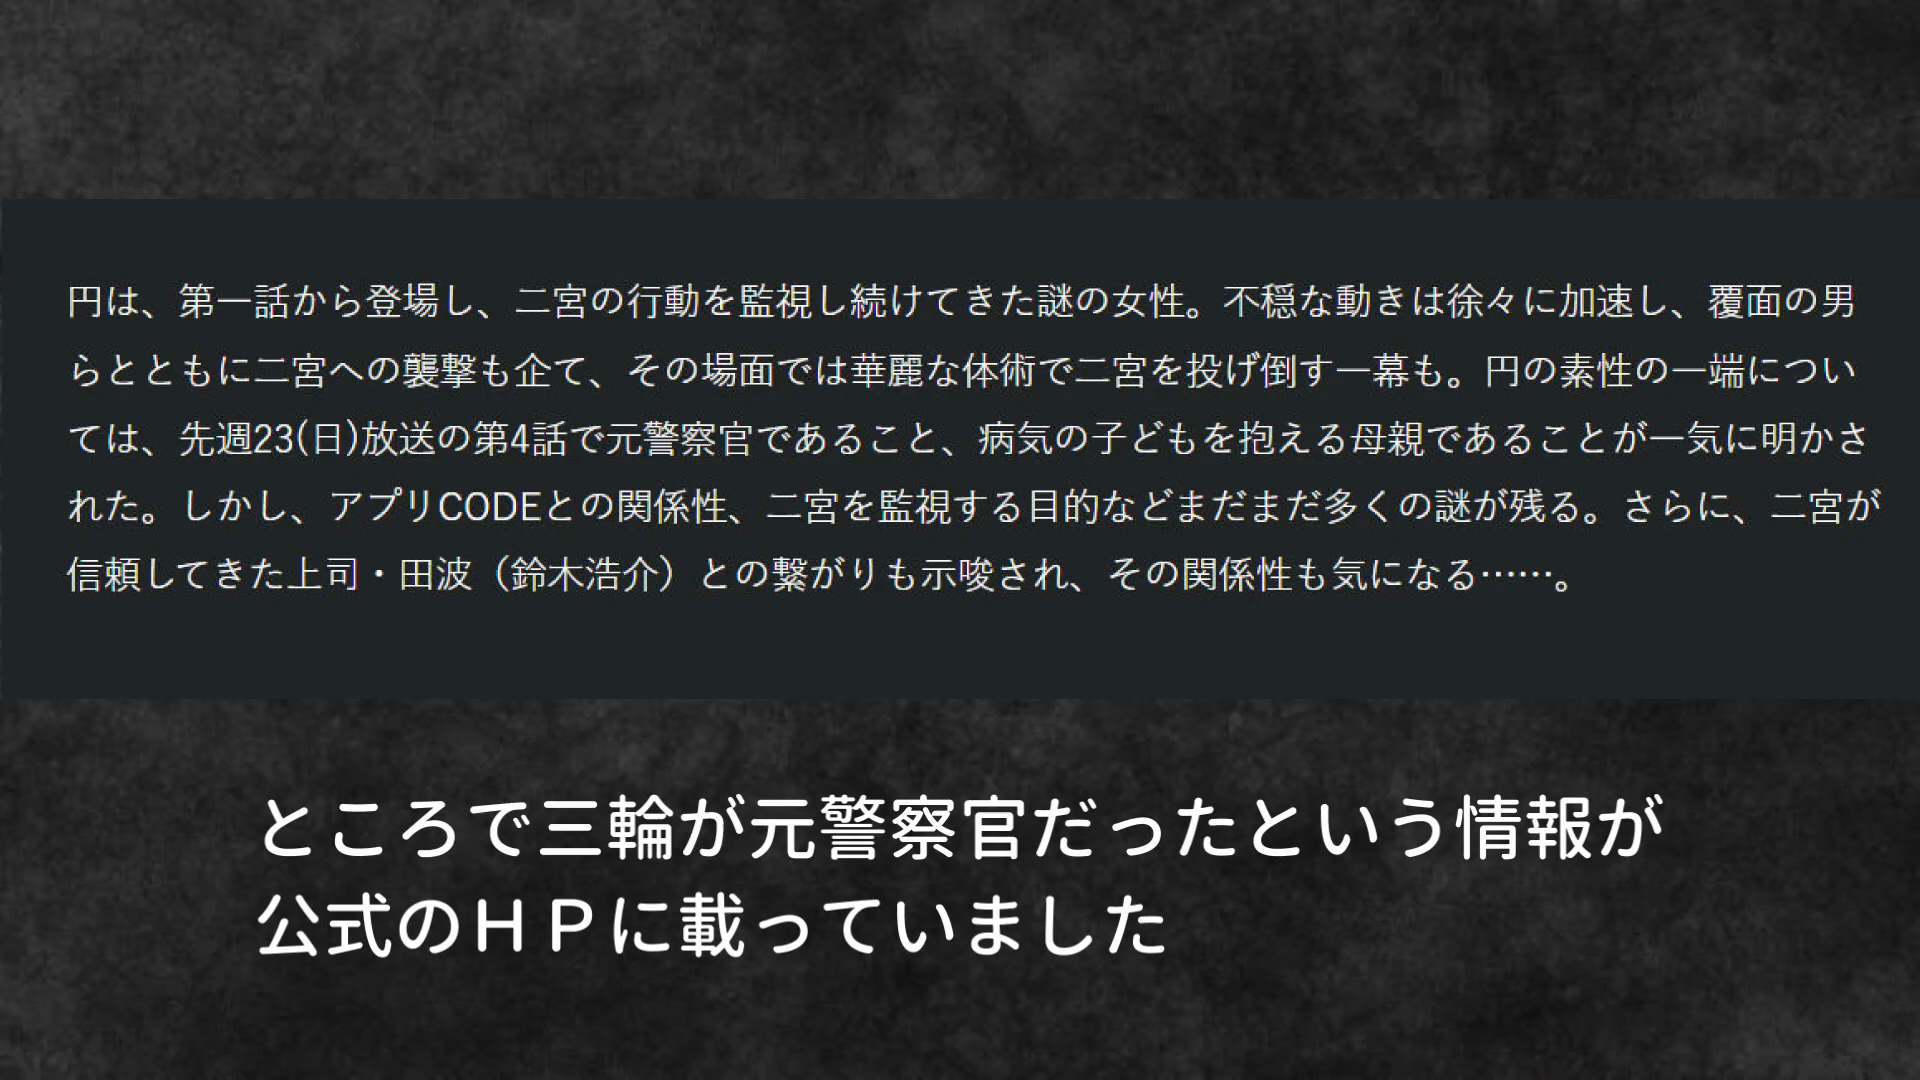 円は、第一話から登場し、二宮の行動を監視し続けてきた謎の女性。不穏な動きは徐々に加速し、覆面の男
らとともに二宮への襲撃も企て、その場面では華麗な体術で二宮を投げ倒す一幕も。円の素性の一端につい
ては、先週23(日)放送の第4話で元警察官であること、病気の子どもを抱える母親であることが一気に明かさ
れた。しかし、アプリCODEとの関係性、二宮を監視する目的などまだまだ多くの謎が残る。さらに、二宮が
信頼してきた上司・田波（鈴木浩介）との繋がりも示唆され、その関係性も気になる……。
ところで三輪が元警察官だったという情報が
公式のＨＰに載っていました